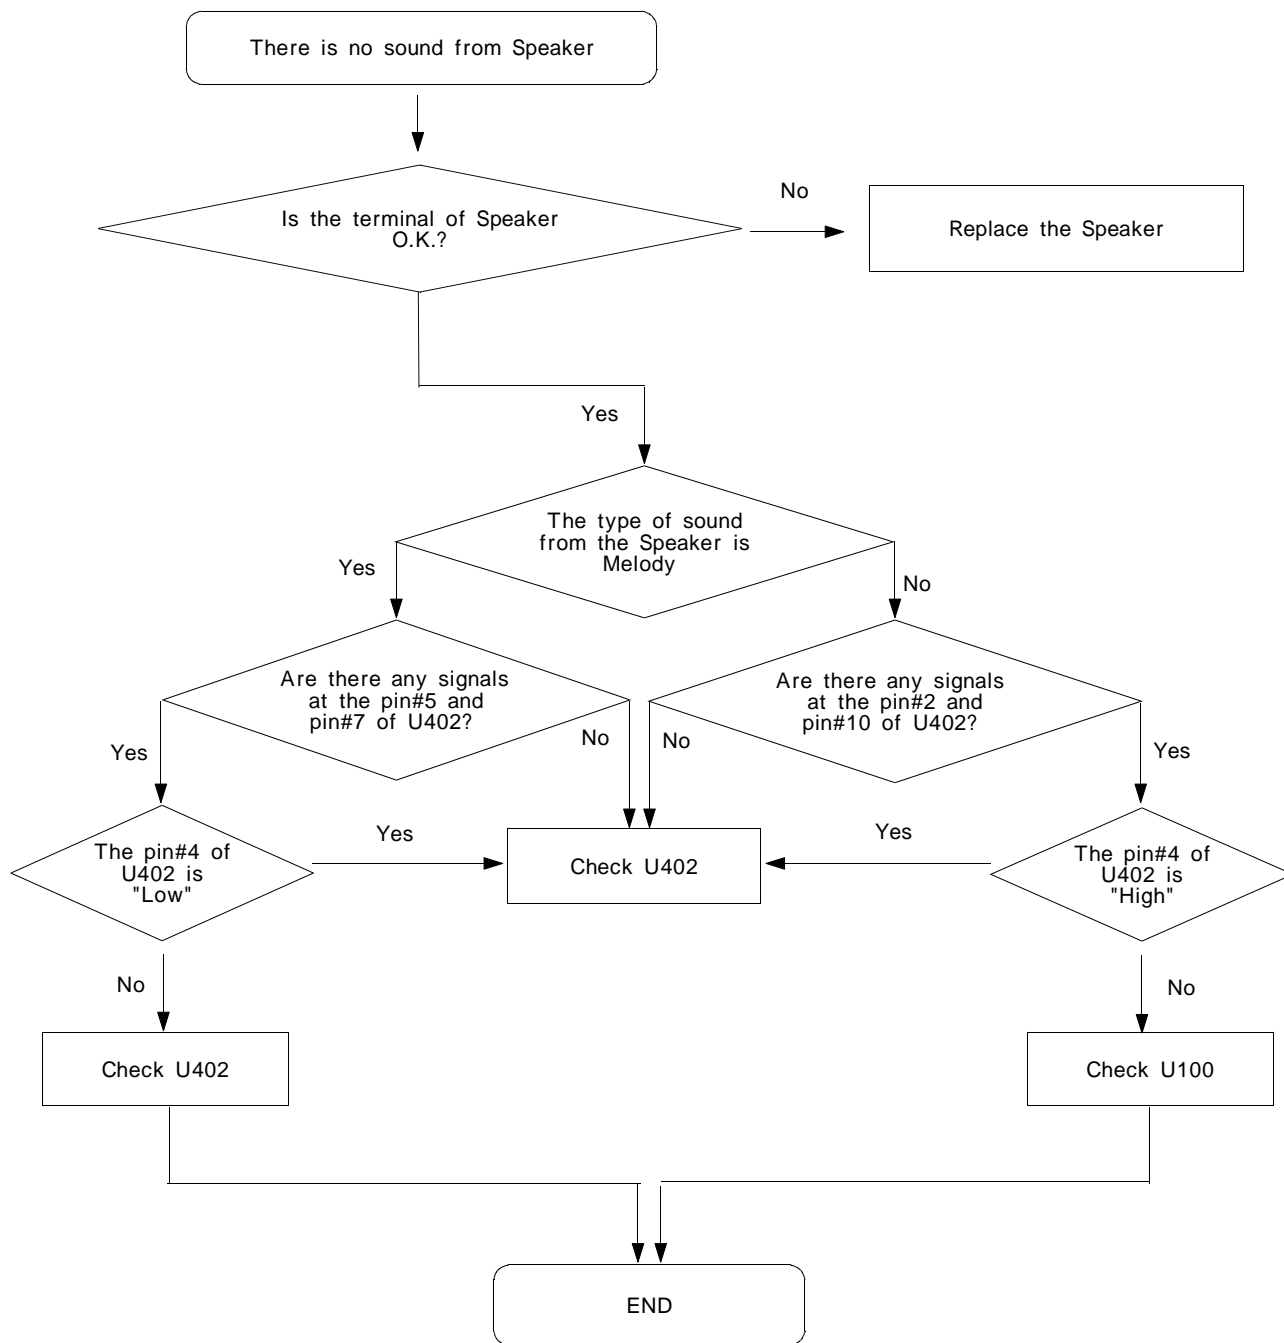 There is no sound from Speaker
Is the terminal of Speaker
O.K.?
No
Replace the Speaker
Yes
The type of sound
from the Speaker is
Melody
Yes
No
Are there any signals
at the pin#5 and
pin#7 of U402?
Are there any signals
at the pin#2 and
pin#10 of U402?
Yes
No
No
Yes
The pin#4 of
U402 is
"Low"
Yes
Check U402
Yes
The pin#4 of
U402 is
"High"
No
No
Check U402
Check U100
END